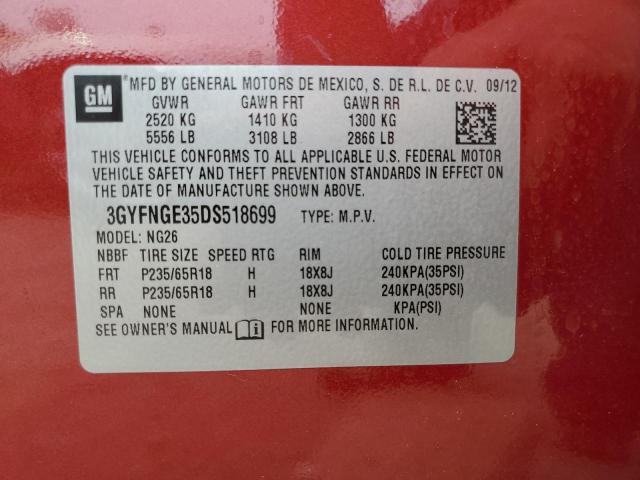 GM MFD BY GENERAL MOTORS DE MEXICO, S. DE R.L. DE C.V. 09/12
GVWR GAWR FRT GAWR RR
2520 KG 1410 KG 1300 KG
5556 LB 3108 LB 2866 LB
THIS VEHICLE CONFORMS TO ALL APPLICABLE U.S. FEDERAL MOTOR
VEHICLE SAFETY AND THEFT PREVENTION STANDARDS IN EFFECT ON
THE DATE OF MANUFACTURE SHOWN ABOVE.
3GYFNGE35DS518699 TYPE: M.P.V.
MODEL: NG26
NBBF TIRE SIZE SPEED RTG RIM COLD TIRE PRESSURE
FRT P235/65R18 H 18X8J 240KPA(35PSI)
RR P235/65R18 H 18X8J 240KPA(35PSI)
SPA NONE NONE KPA(PSI)
SEE OWNER'S MANUAL FOR MORE INFORMATION.